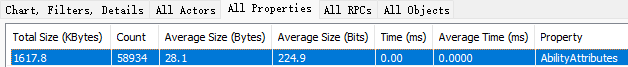 Chart, Filters, Details All Actors All Properties All RPCs All Objects
Total Size (KBytes) Count Average Size (Bytes) Average Size (Bits) Time (ms) Average Time (ms) Property
1617.8 58934 28.1 224.9 0.00 0.0000 AbilityAttributes